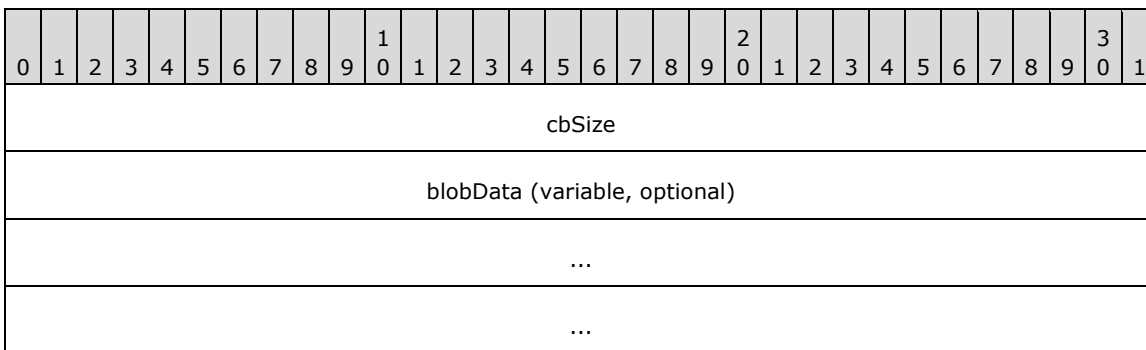 1 2 3
0 1 2 3 4 5 6 7 8 9 0 1 2 3 4 5 6 7 8 9 0 1 2 3 4 5 6 7 8 9 0 1
cbSize
blobData (variable, optional)
...
...